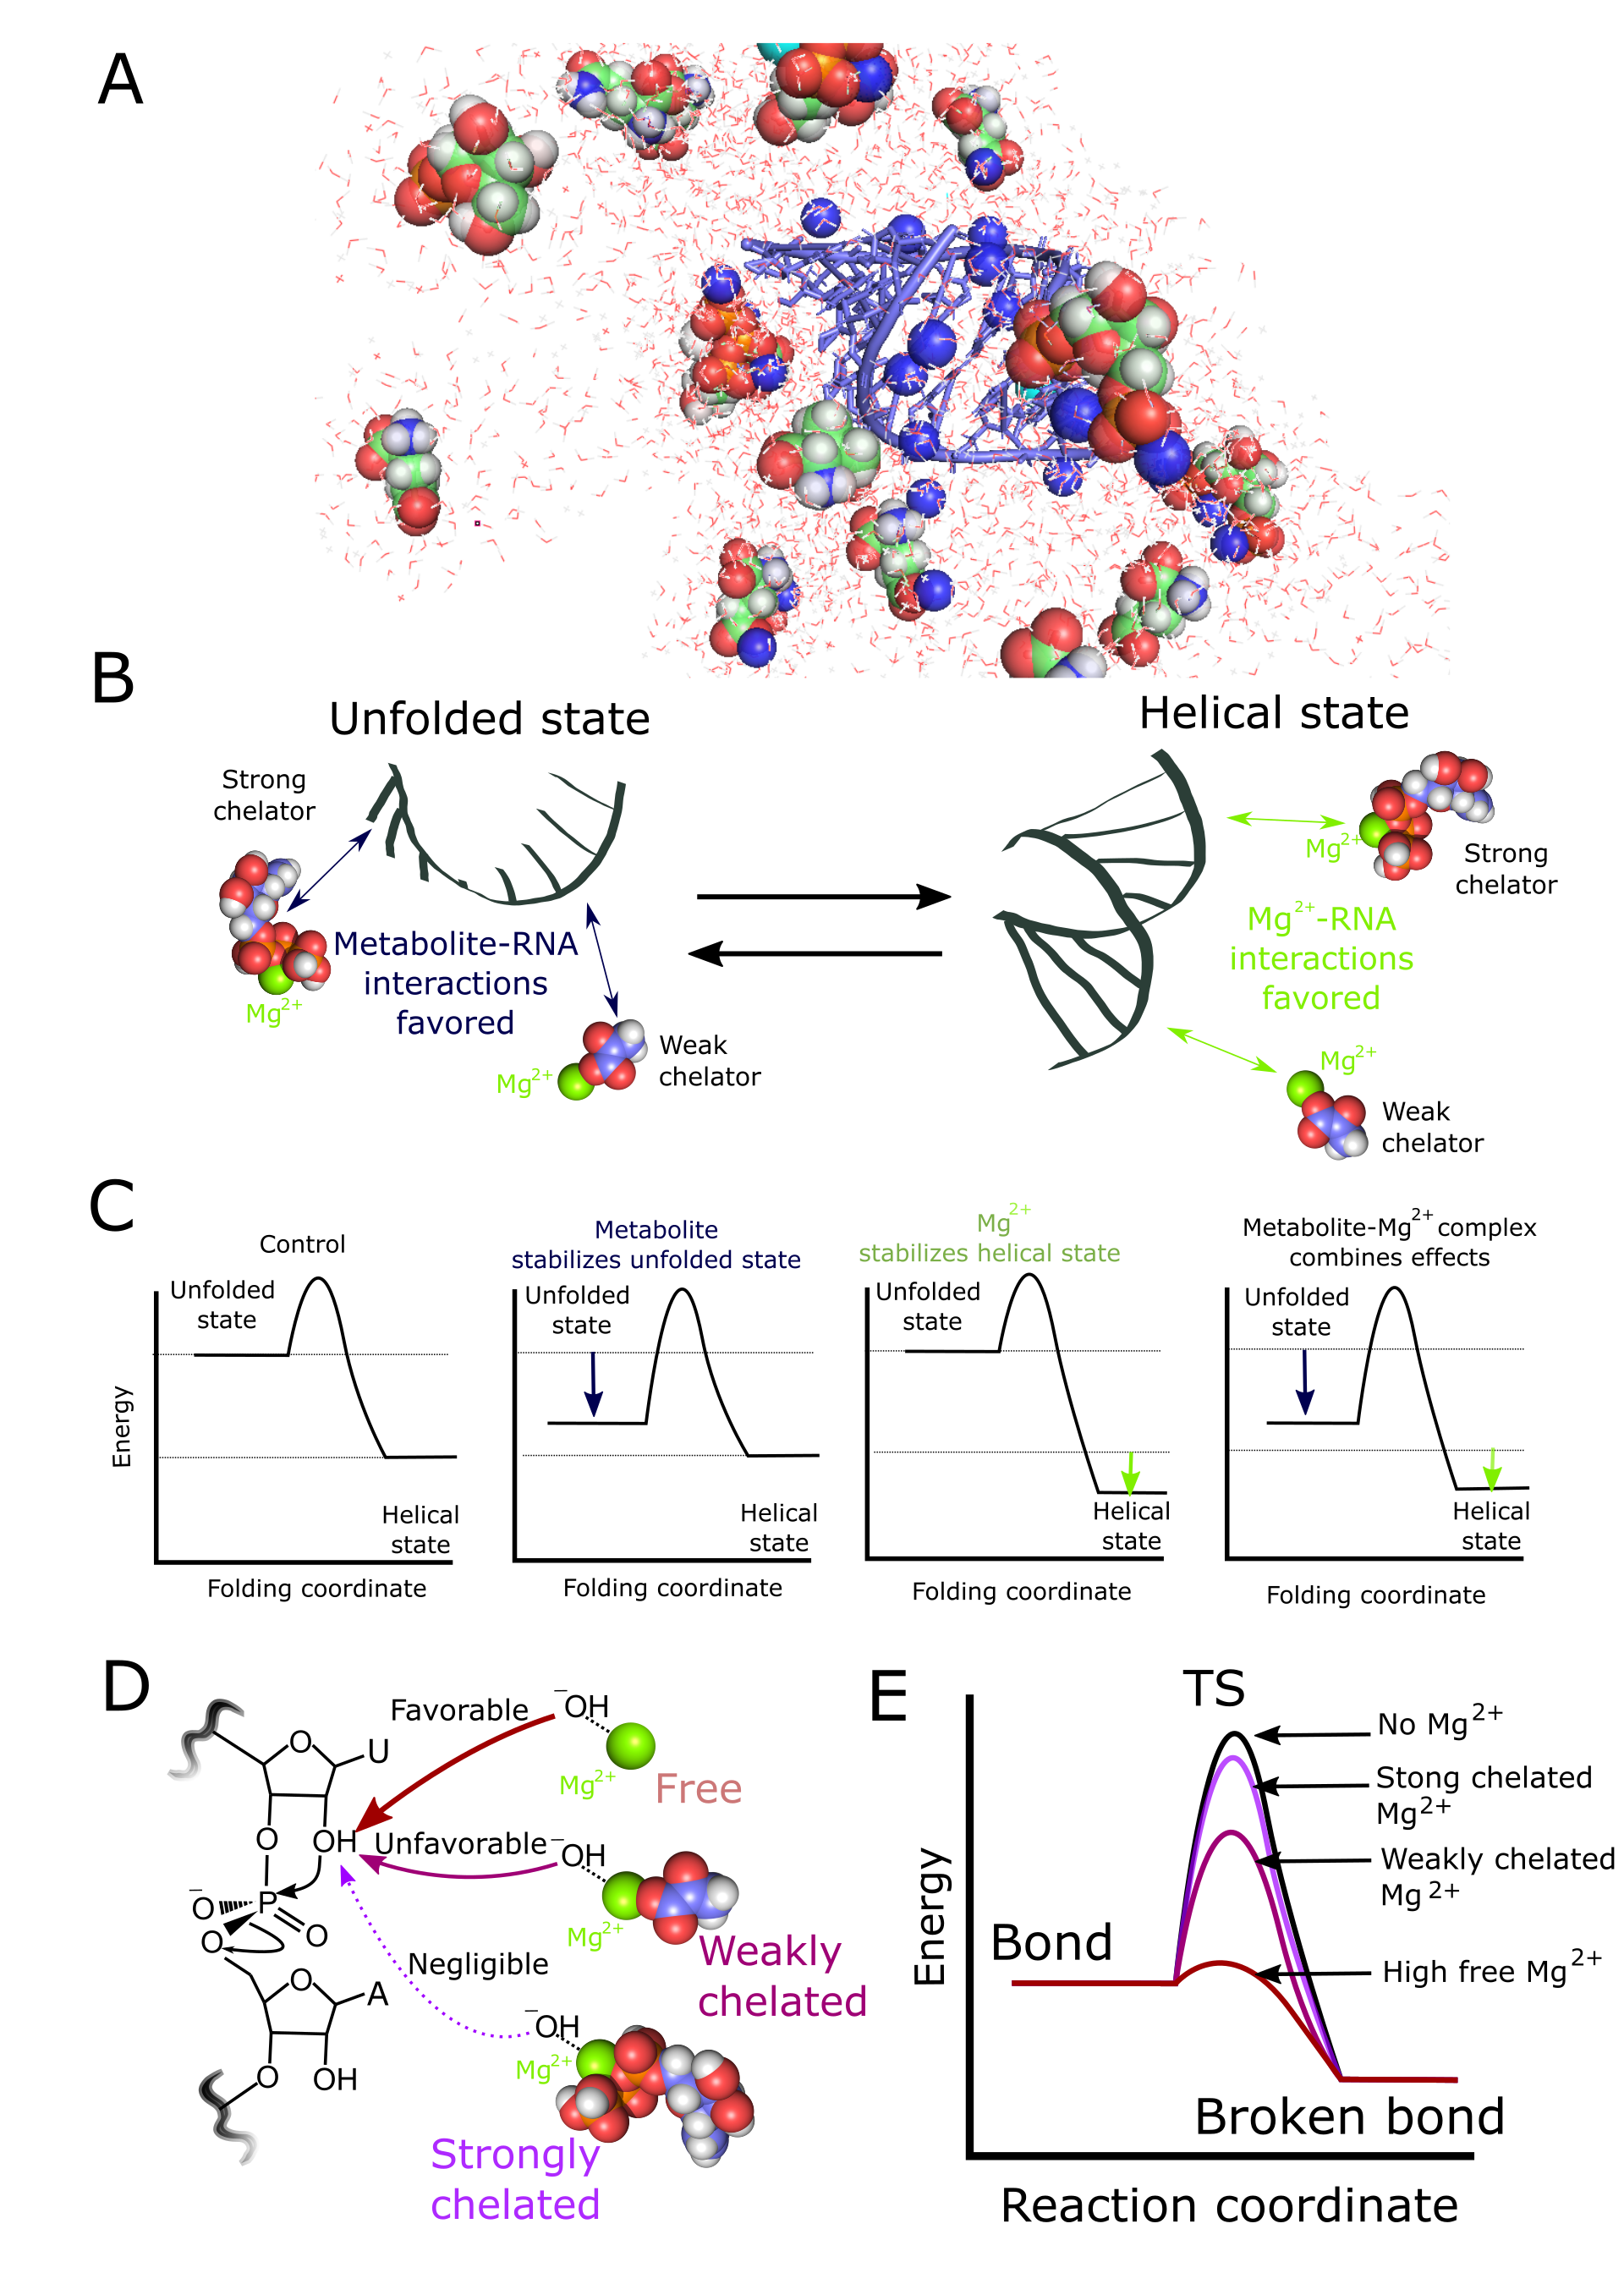 A
B
Unfolded state
Helical state
Strong
chelator
Metabolite-RNA
interactions
favored
Mg2+
Mg2+
Weak
chelator
Mg2+
Strong
chelator
Mg2+-RNA
interactions
favored
Mg2+
Weak
chelator
C
Control
Unfolded
state
Energy
Helical
state
Folding coordinate
Metabolite
stabilizes unfolded state
Unfolded
state
Helical
state
Folding coordinate
Mg2+
stabilizes helical state
Unfolded
state
Helical
state
Folding coordinate
Metabolite-Mg2+ complex
combines effects
Unfolded
state
Helical
state
Folding coordinate
D
Favorable
−OH
Mg2+
Free
O
U
O
OH
Unfavorable
−OH
Mg2+
Weakly
chelated
−O
P
O
O
Negligible
−OH
Mg2+
O
A
O
OH
Strongly
chelated
E
TS
No Mg2+
Stong chelated
Mg2+
Weakly chelated
Mg2+
High free Mg2+
Energy
Bond
Broken bond
Reaction coordinate